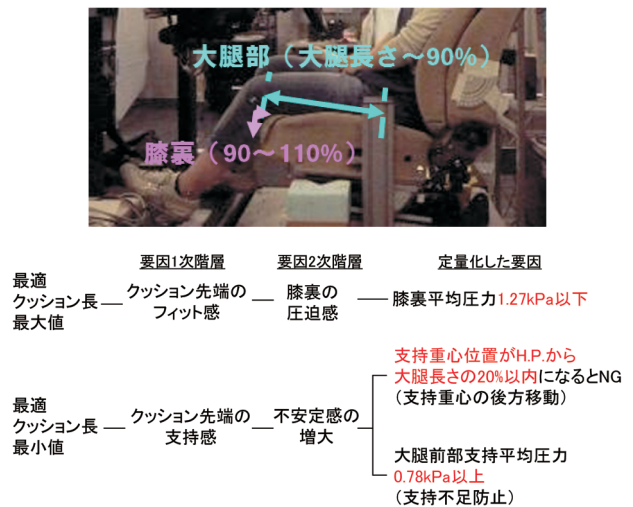 大腿部（大腿長さ～90%）
膝裏（90～110%）
要因1次階層
要因2次階層
定量化した要因
最適
クッション長
最大値
クッション先端の
フィット感
膝裏の
圧迫感
膝裏平均圧力1.27kPa以下
最適
クッション長
最小値
クッション先端の
支持感
不安定感の
増大
支持重心位置がH.P.から
大腿長さの20%以内になるとNG
（支持重心の後方移動）
大腿前部支持平均圧力
0.78kPa以上
（支持不足防止）